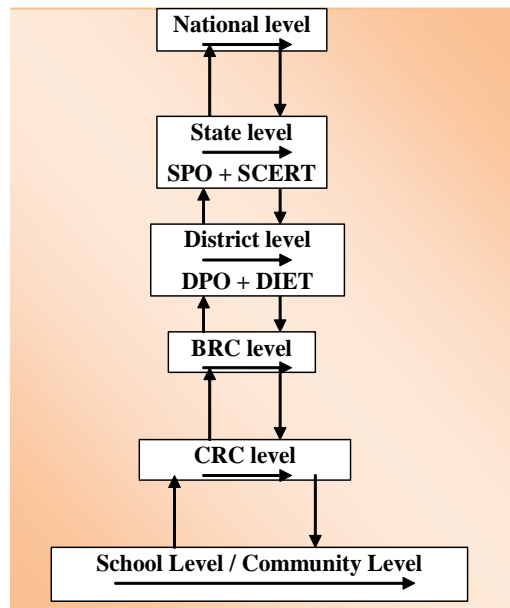 National level
State level
SPO + SCERT
District level
DPO + DIET
BRC level
CRC level
School Level / Community Level